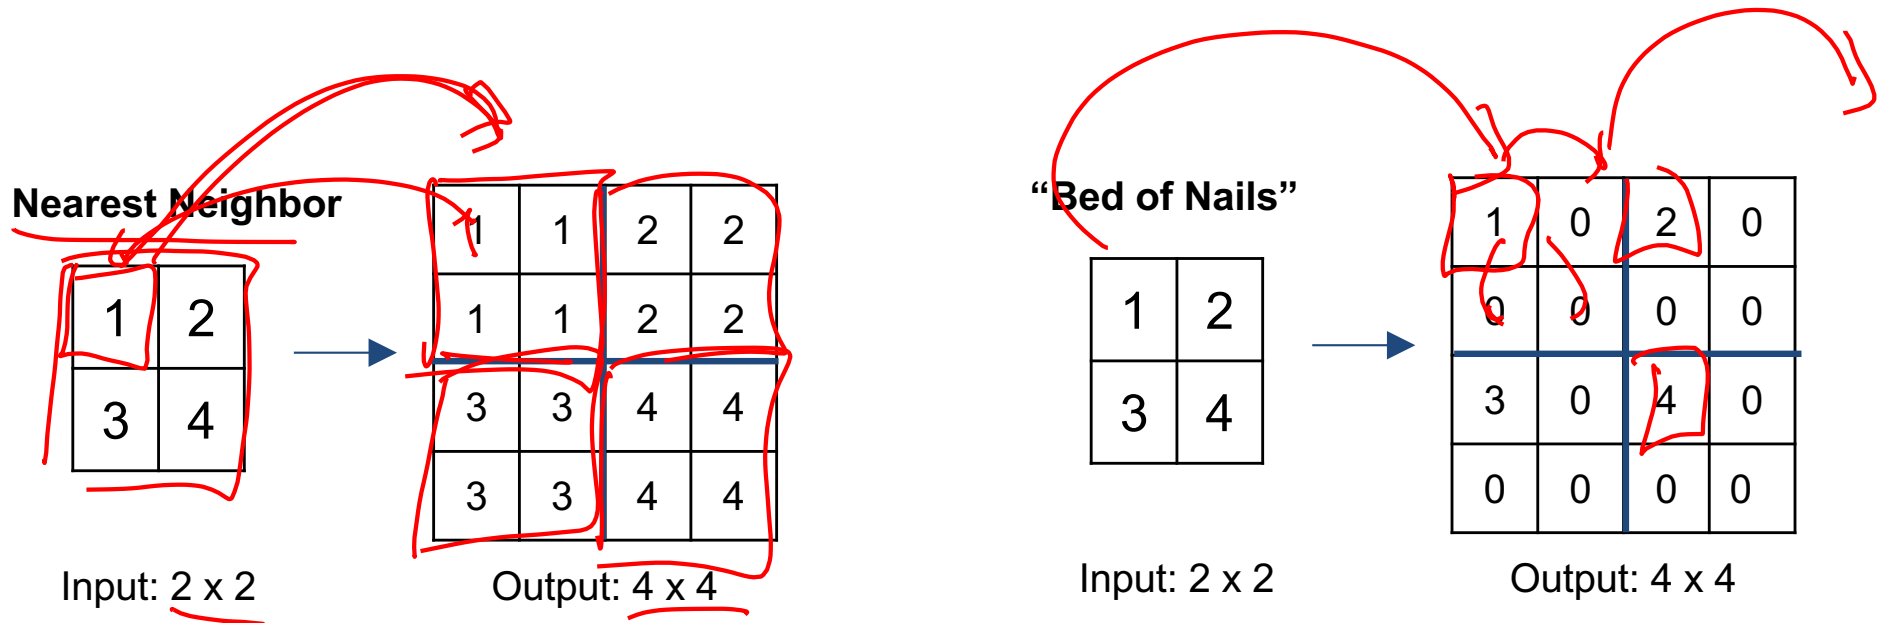 Nearest Neighbor
1 2
3 4
Input: 2 x 2
1 1 2 2
1 1 2 2
3 3 4 4
3 3 4 4
Output: 4 x 4
“Bed of Nails”
1 2
3 4
Input: 2 x 2
1 0 2 0
0 0 0 0
3 0 4 0
0 0 0 0
Output: 4 x 4